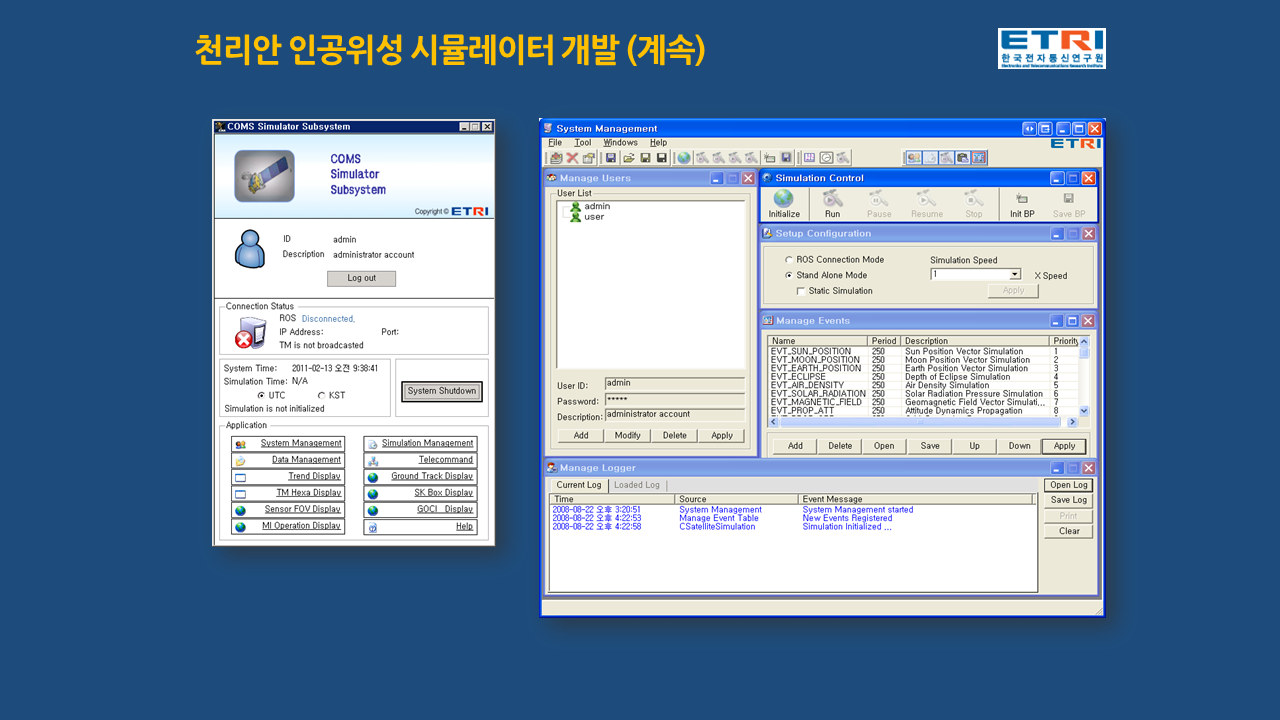 천리안 인공위성 시뮬레이터 개발 (계속)
ETRI
한국전자통신연구원
Electronics and Telecommunications Research Institute
COMS Simulator Subsystem
COMS
Simulator
Subsystem
Copyright © ETRI
ID admin
Description administrator account
Log out
Connection Status
ROS Disconnected.
IP Address: Port:
TM is not broadcasted
System Time: 2011-02-13 오전 9:38:41
Simulation Time: N/A
UTC KST
Simulation is not initialized
System Shutdown
Application
System Management Simulation Management
Data Management Telecommand
Trend Display Ground Track Display
TM Hexa Display SK Box Display
Sensor FOV Display GOCI Display
MI Operation Display Help
System Management
File Tool Windows Help
ETRI
Manage Users
User List
admin
user
User ID: admin
Password: *****
Description: administrator account
Add Modify Delete Apply
Simulation Control
Initialize Run Pause Resume Stop Init BP Save BP
Setup Configuration
ROS Connection Mode Simulation Speed
Stand Alone Mode 1 X Speed
Static Simulation Apply
Manage Events
Name Period Description Priority
EVT_SUN_POSITION 250 Sun Position Vector Simulation 1
EVT_MOON_POSITION 250 Moon Position Vector Simulation 2
EVT_EARTH_POSITION 250 Earth Position Vector Simulation 3
EVT_ECLIPSE 250 Depth of Eclipse Simulation 4
EVT_AIR_DENSITY 250 Air Density Simulation 5
EVT_SOLAR_RADIATION 250 Solar Radiation Pressure Simulation 6
EVT_MAGNETIC_FIELD 250 Geomagnetic Field Vector Simulati... 7
EVT_PROP_ATT 250 Attitude Dynamics Propagation 8
Add Delete Open Save Up Down Apply
Manage Logger
Current Log Loaded Log
Time Source Event Message
2008-08-22 오후 3:20:51 System Management System Management started
2008-08-22 오후 4:22:53 Manage Event Table New Events Registered
2008-08-22 오후 4:22:58 CSatelliteSimulation Simulation Initialized ...
Open Log
Save Log
Print
Clear